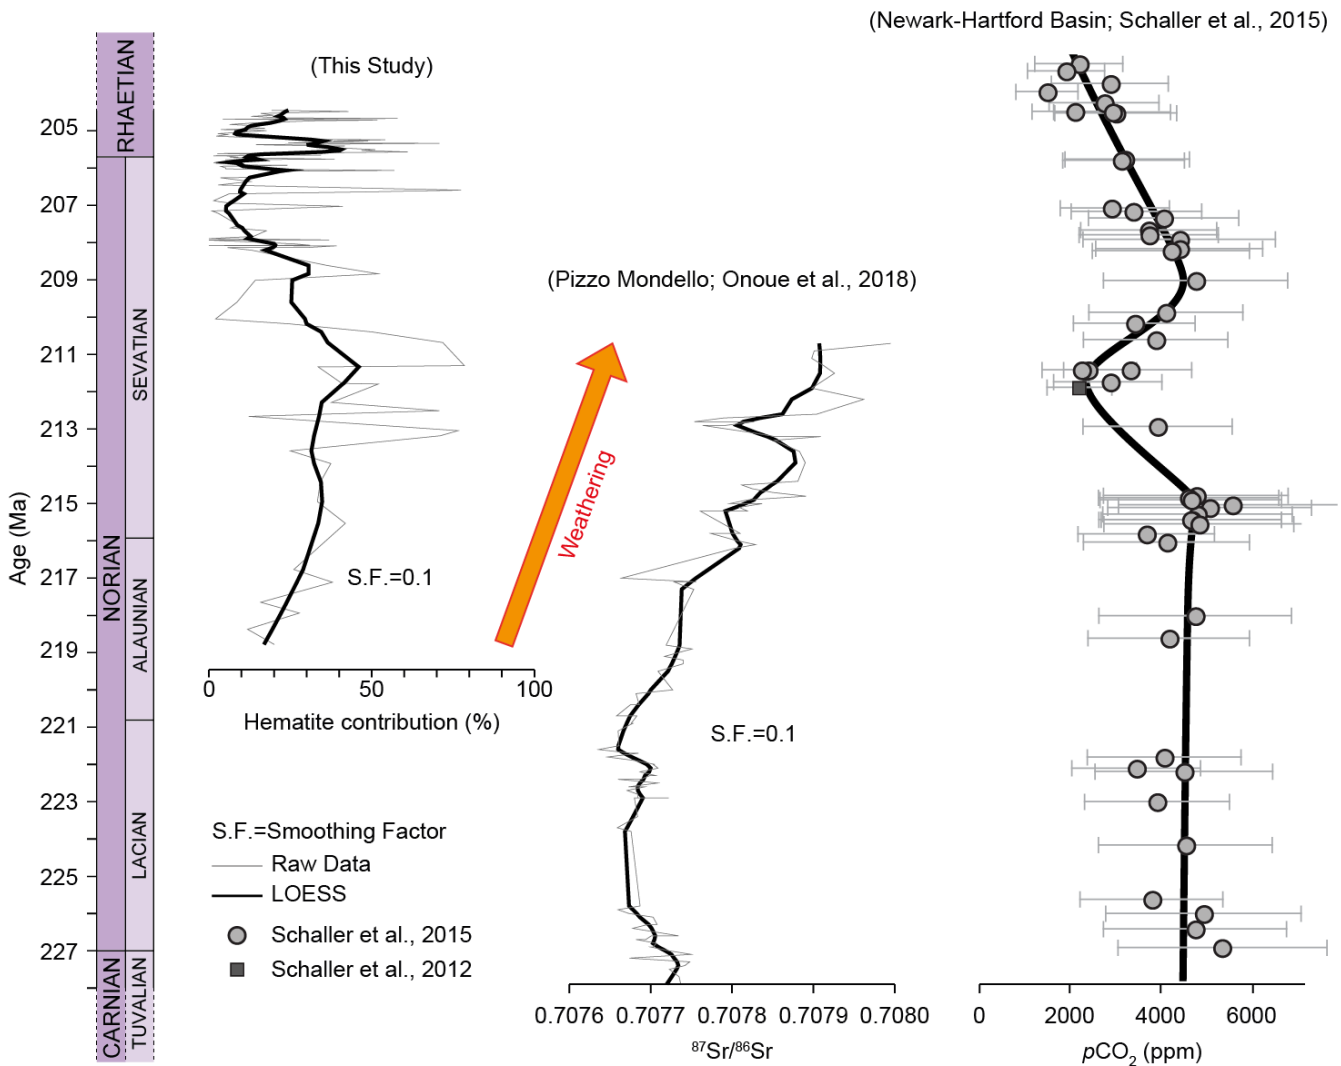 (Newark-Hartford Basin; Schaller et al., 2015)
(This Study)
(Pizzo Mondello; Onoue et al., 2018)
RHAETIAN
NORIAN
CARNIAN
SEVATIAN
ALAUNIAN
LACIAN
TUVALIAN
Age (Ma)
205
207
209
211
213
215
217
219
221
223
225
227
Weathering
S.F.=0.1
0 50 100
Hematite contribution (%)
S.F.=0.1
S.F.=Smoothing Factor
Raw Data
LOESS
Schaller et al., 2015
Schaller et al., 2012
0.7076 0.7077 0.7078 0.7079 0.7080
⁸⁷Sr/⁸⁶Sr
0 2000 4000 6000
pCO₂ (ppm)